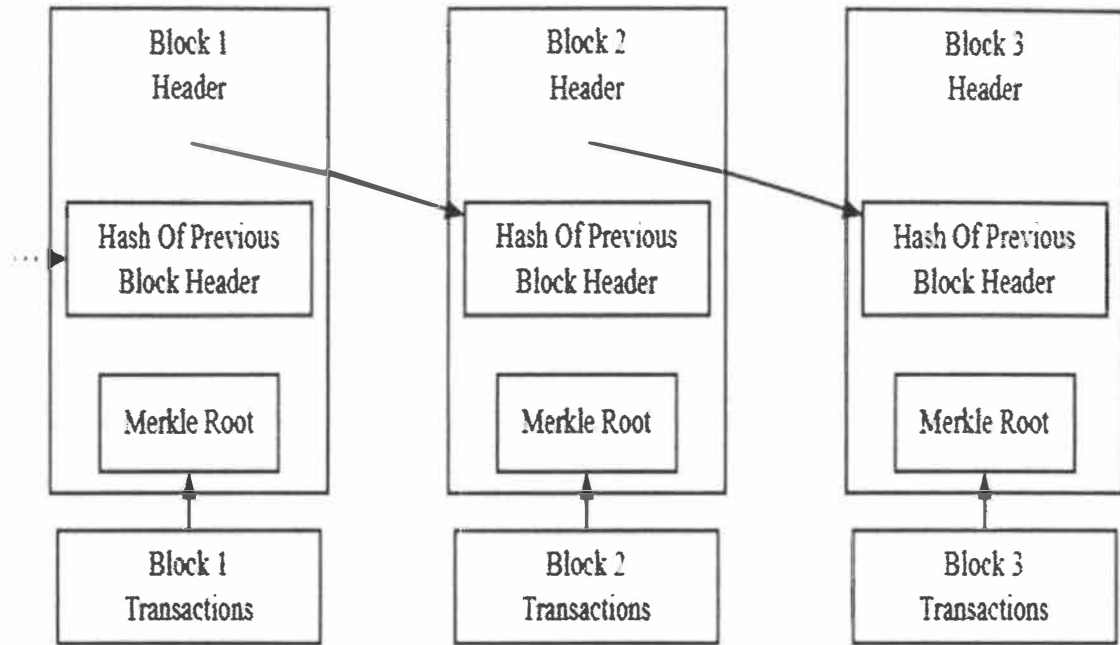 Block 1
Header
Block 2
Header
Block 3
Header
Hash Of Previous
Block Header
Hash Of Previous
Block Header
Hash Of Previous
Block Header
Merkle Root
Merkle Root
Merkle Root
Block 1
Transactions
Block 2
Transactions
Block 3
Transactions